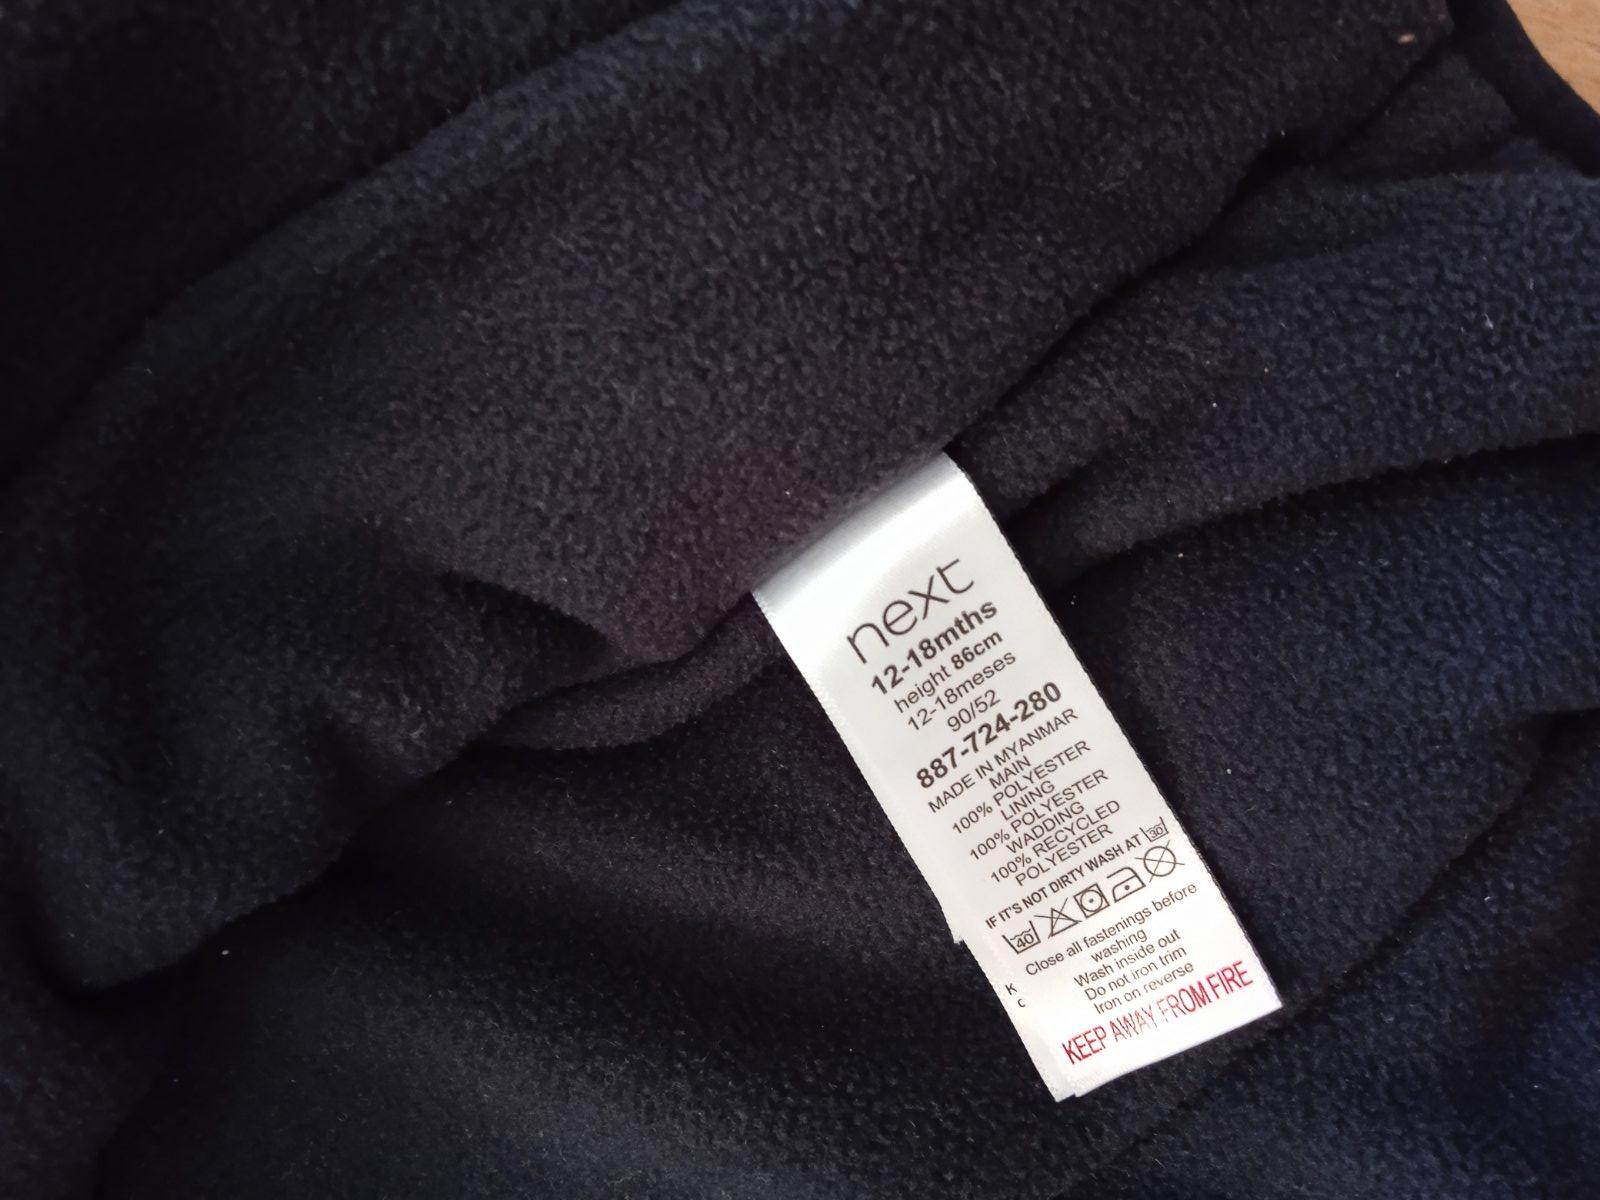 next
12-18mths
height 86cm
12-18meses
90/52
887-724-280
MADE IN MYANMAR
MAIN
100% POLYESTER
LINING
100% POLYESTER
WADDING
100% RECYCLED
POLYESTER
IF IT'S NOT DIRTY WASH AT 30
40
Close all fastenings before
washing
Wash inside out
Do not iron trim
Iron on reverse
K
c
KEEP AWAY FROM FIRE